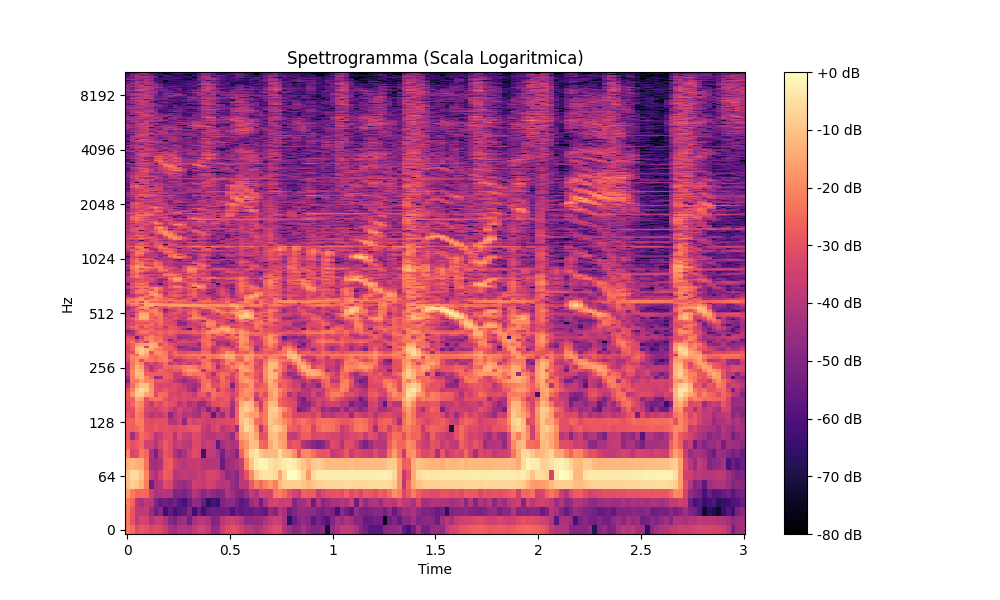 Spettrogramma (Scala Logaritmica)
Hz
8192
4096
2048
1024
512
256
128
64
0
0 0.5 1 1.5 2 2.5 3
Time
+0 dB
-10 dB
-20 dB
-30 dB
-40 dB
-50 dB
-60 dB
-70 dB
-80 dB